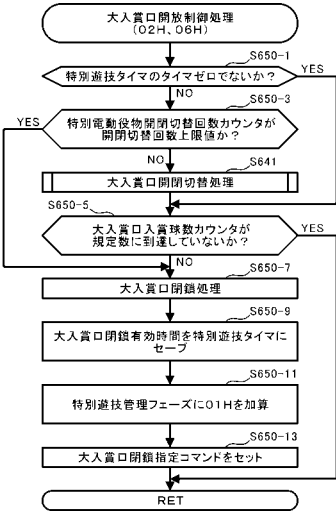 大入賞口開放制御処理
(02H、06H)
S650-1
特別遊技タイマのタイマゼロでないか？
YES
NO
S650-3
特別電動役物開閉切替回数カウンタが
開閉切替回数上限値か？
YES
NO
S641
大入賞口開閉切替処理
S650-5
大入賞口入賞球数カウンタが
規定数に到達していないか？
YES
NO
S650-7
大入賞口閉鎖処理
S650-9
大入賞口閉鎖有効時間を特別遊技タイマに
セーブ
S650-11
特別遊技管理フェーズに01Hを加算
S650-13
大入賞口閉鎖指定コマンドをセット
RET